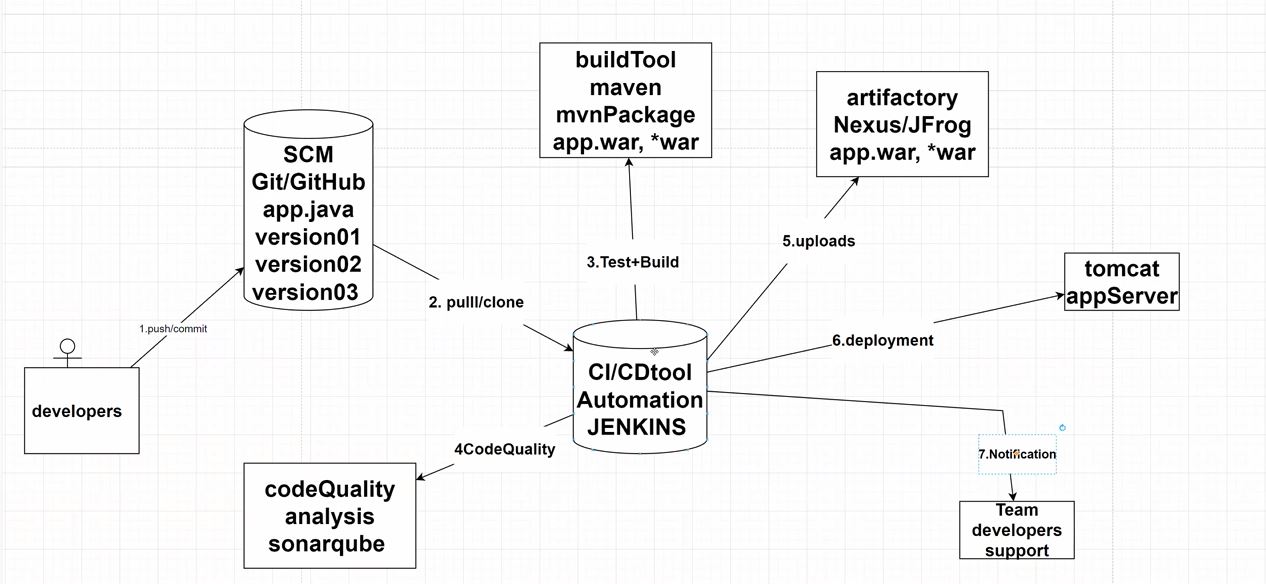 buildTool
maven
mvnPackage
app.war, *war
artifactory
Nexus/JFrog
app.war, *war
SCM
Git/GitHub
app.java
version01
version02
version03
5.uploads
3.Test+Build
tomcat
appServer
2. pulll/clone
1.push/commit
6.deployment
CI/CDtool
Automation
JENKINS
developers
4CodeQuality
7.Notification
codeQuality
analysis
sonarqube
Team
developers
support